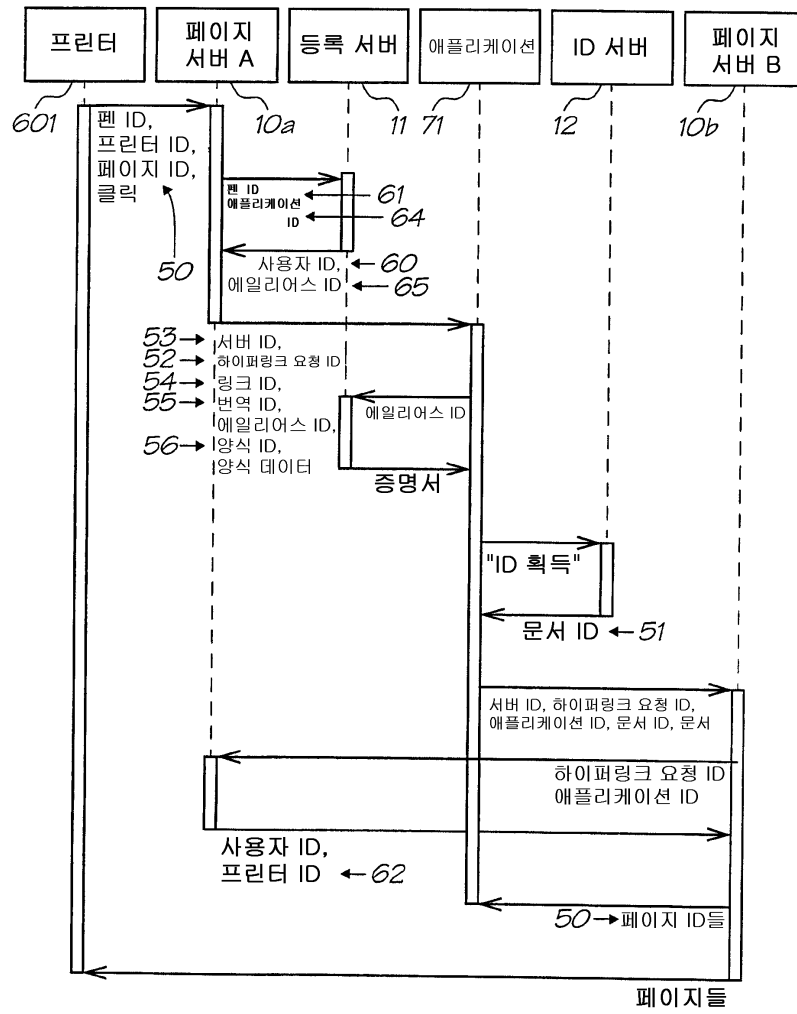 프린터
페이지
서버 A
등록 서버
애플리케이션
ID 서버
페이지
서버 B
601
10a
11
71
12
10b
펜 ID,
프린터 ID,
페이지 ID,
클릭
50
펜 ID
애플리케이션
ID
61
64
사용자 ID,
에일리어스 ID
60
65
53
서버 ID,
52
하이퍼링크 요청 ID
54
링크 ID,
55
번역 ID,
에일리어스 ID,
56
양식 ID,
양식 데이터
에일리어스 ID
증명서
"ID 획득"
문서 ID
51
서버 ID, 하이퍼링크 요청 ID,
애플리케이션 ID, 문서 ID, 문서
하이퍼링크 요청 ID
애플리케이션 ID
사용자 ID,
프린터 ID
62
50
페이지 ID들
페이지들